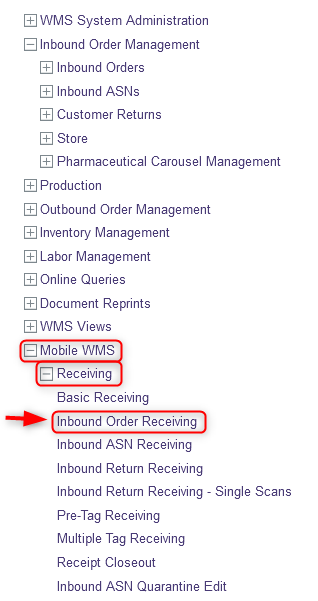 WMS System Administration
Inbound Order Management
Inbound Orders
Inbound ASNs
Customer Returns
Store
Pharmaceutical Carousel Management
Production
Outbound Order Management
Inventory Management
Labor Management
Online Queries
Document Reprints
WMS Views
Mobile WMS
Receiving
Basic Receiving
Inbound Order Receiving
Inbound ASN Receiving
Inbound Return Receiving
Inbound Return Receiving - Single Scans
Pre-Tag Receiving
Multiple Tag Receiving
Receipt Closeout
Inbound ASN Quarantine Edit